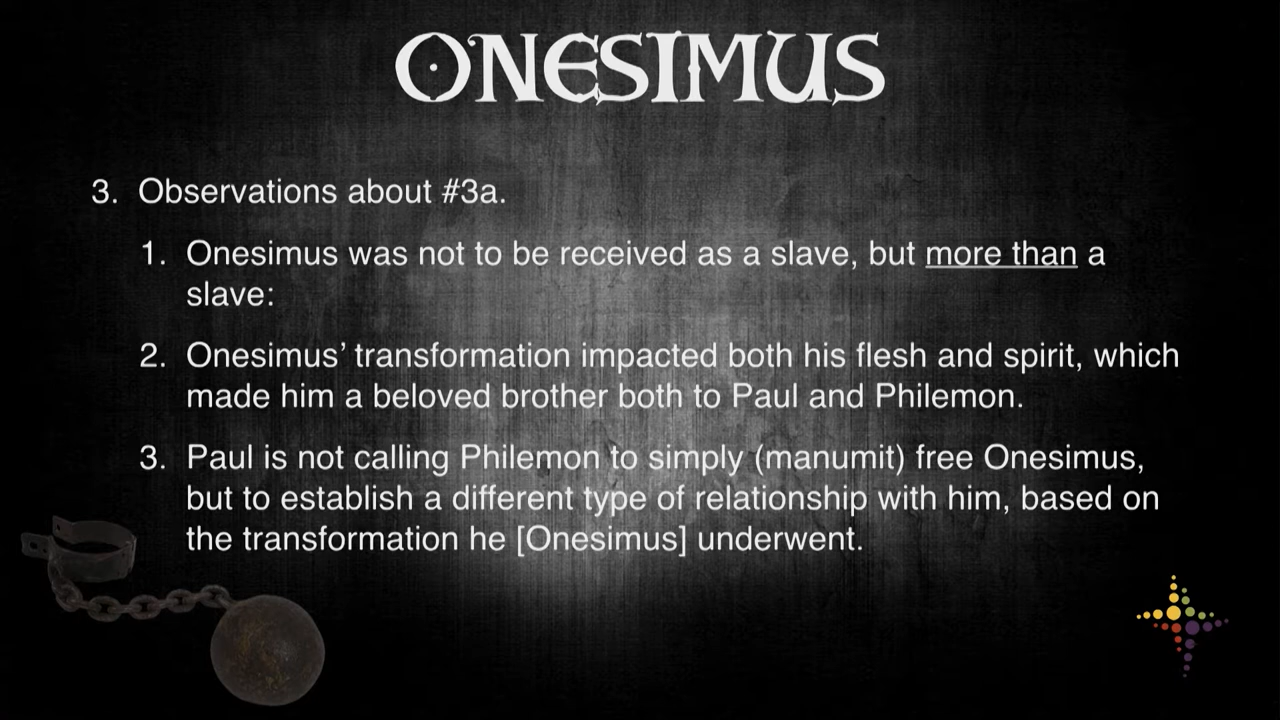 ONESIMUS
3. Observations about #3a.
1. Onesimus was not to be received as a slave, but more than a
slave:
2. Onesimus’ transformation impacted both his flesh and spirit, which
made him a beloved brother both to Paul and Philemon.
3. Paul is not calling Philemon to simply (manumit) free Onesimus,
but to establish a different type of relationship with him, based on
the transformation he [Onesimus] underwent.